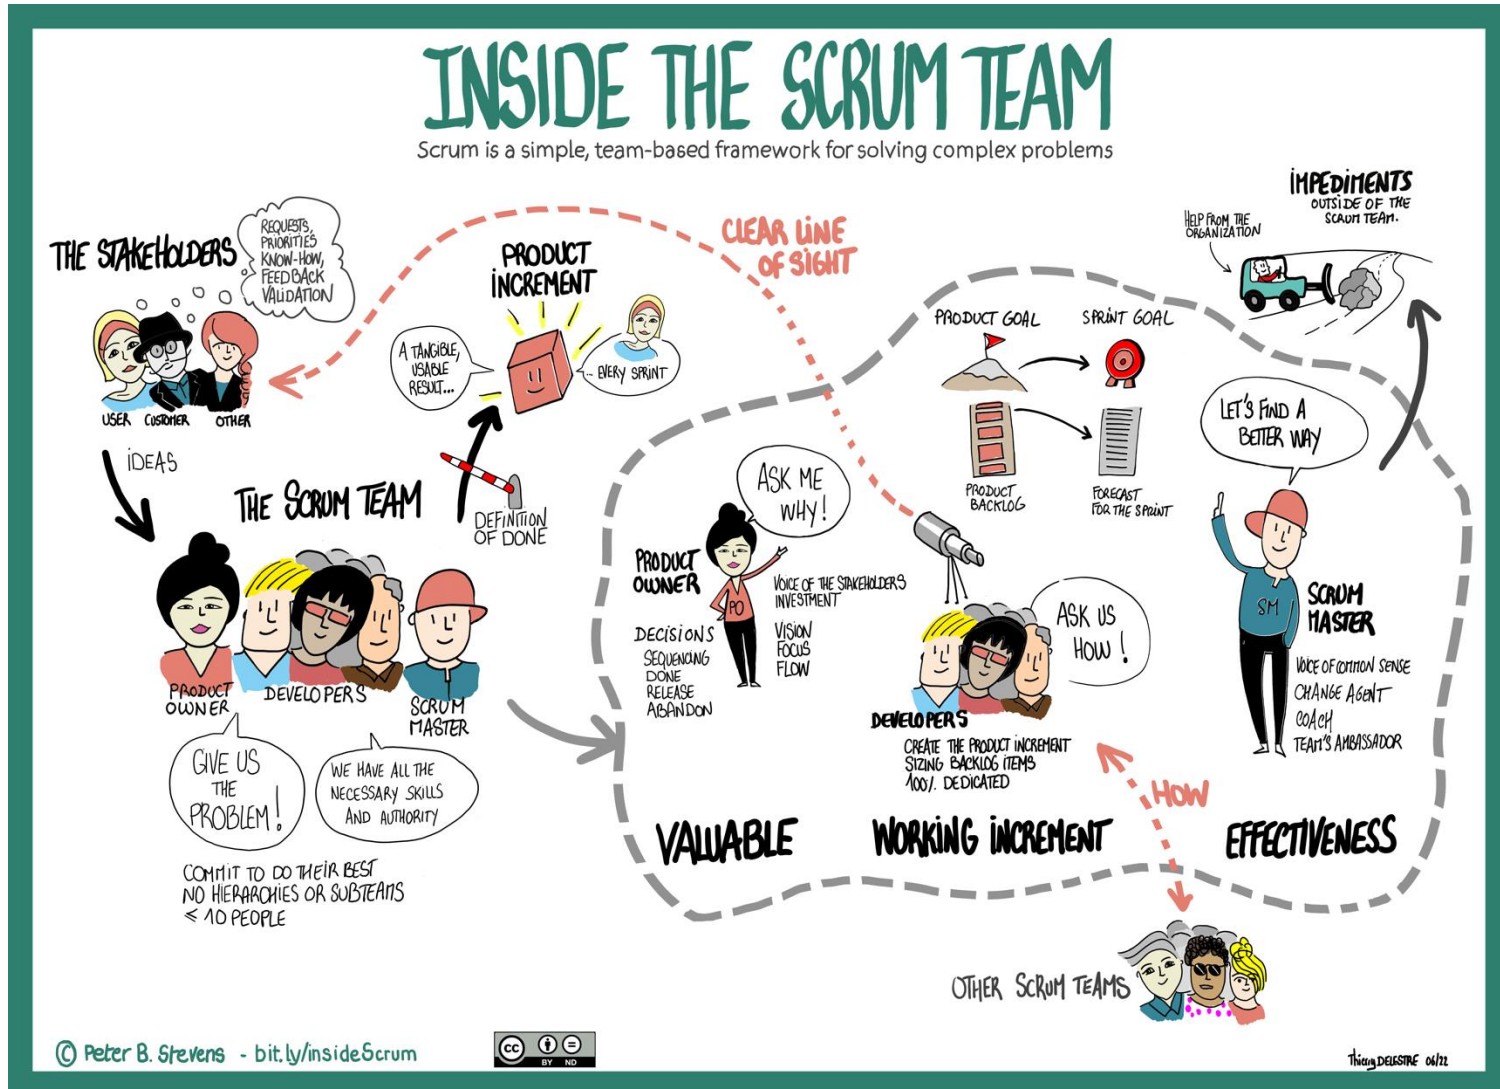 INSIDE THE SCRUM TEAM
Scrum is a simple, team-based framework for solving complex problems
THE STAKEHOLDERS
REQUESTS,
PRIORITIES
KNOW-HOW,
FEEDBACK
VALIDATION
USER
CUSTOMER
OTHER
IDEAS
PRODUCT
INCREMENT
A TANGIBLE,
USABLE
RESULT...
... EVERY SPRINT
DEFINITION
OF DONE
CLEAR LINE
OF SIGHT
THE SCRUM TEAM
PRODUCT
OWNER
DEVELOPERS
SCRUM
MASTER
GIVE US
THE
PROBLEM!
WE HAVE ALL THE
NECESSARY SKILLS
AND AUTHORITY
COMMIT TO DO THEIR BEST
NO HIERARCHIES OR SUBTEAMS
≤ 10 PEOPLE
IMPEDIMENTS
OUTSIDE OF THE
SCRUM TEAM.
HELP FROM THE
ORGANIZATION
PRODUCT GOAL
SPRINT GOAL
PRODUCT
BACKLOG
FORECAST
FOR THE SPRINT
ASK ME
WHY!
PRODUCT
OWNER
PO
VOICE OF THE STAKEHOLDERS
INVESTMENT
VISION
FOCUS
FLOW
DECISIONS
SEQUENCING
DONE
RELEASE
ABANDON
ASK US
HOW!
DEVELOPERS
CREATE THE PRODUCT INCREMENT
SIZING BACKLOG ITEMS
100% DEDICATED
LET'S FIND A
BETTER WAY
SM
SCRUM
MASTER
VOICE OF COMMON SENSE
CHANGE AGENT
COACH
TEAM'S AMBASSADOR
HOW
VALUABLE
WORKING INCREMENT
EFFECTIVENESS
OTHER SCRUM TEAMS
© Peter B. Stevens - bit.ly/insideScrum
cc
BY ND
Thierry DELESTRE 06/22